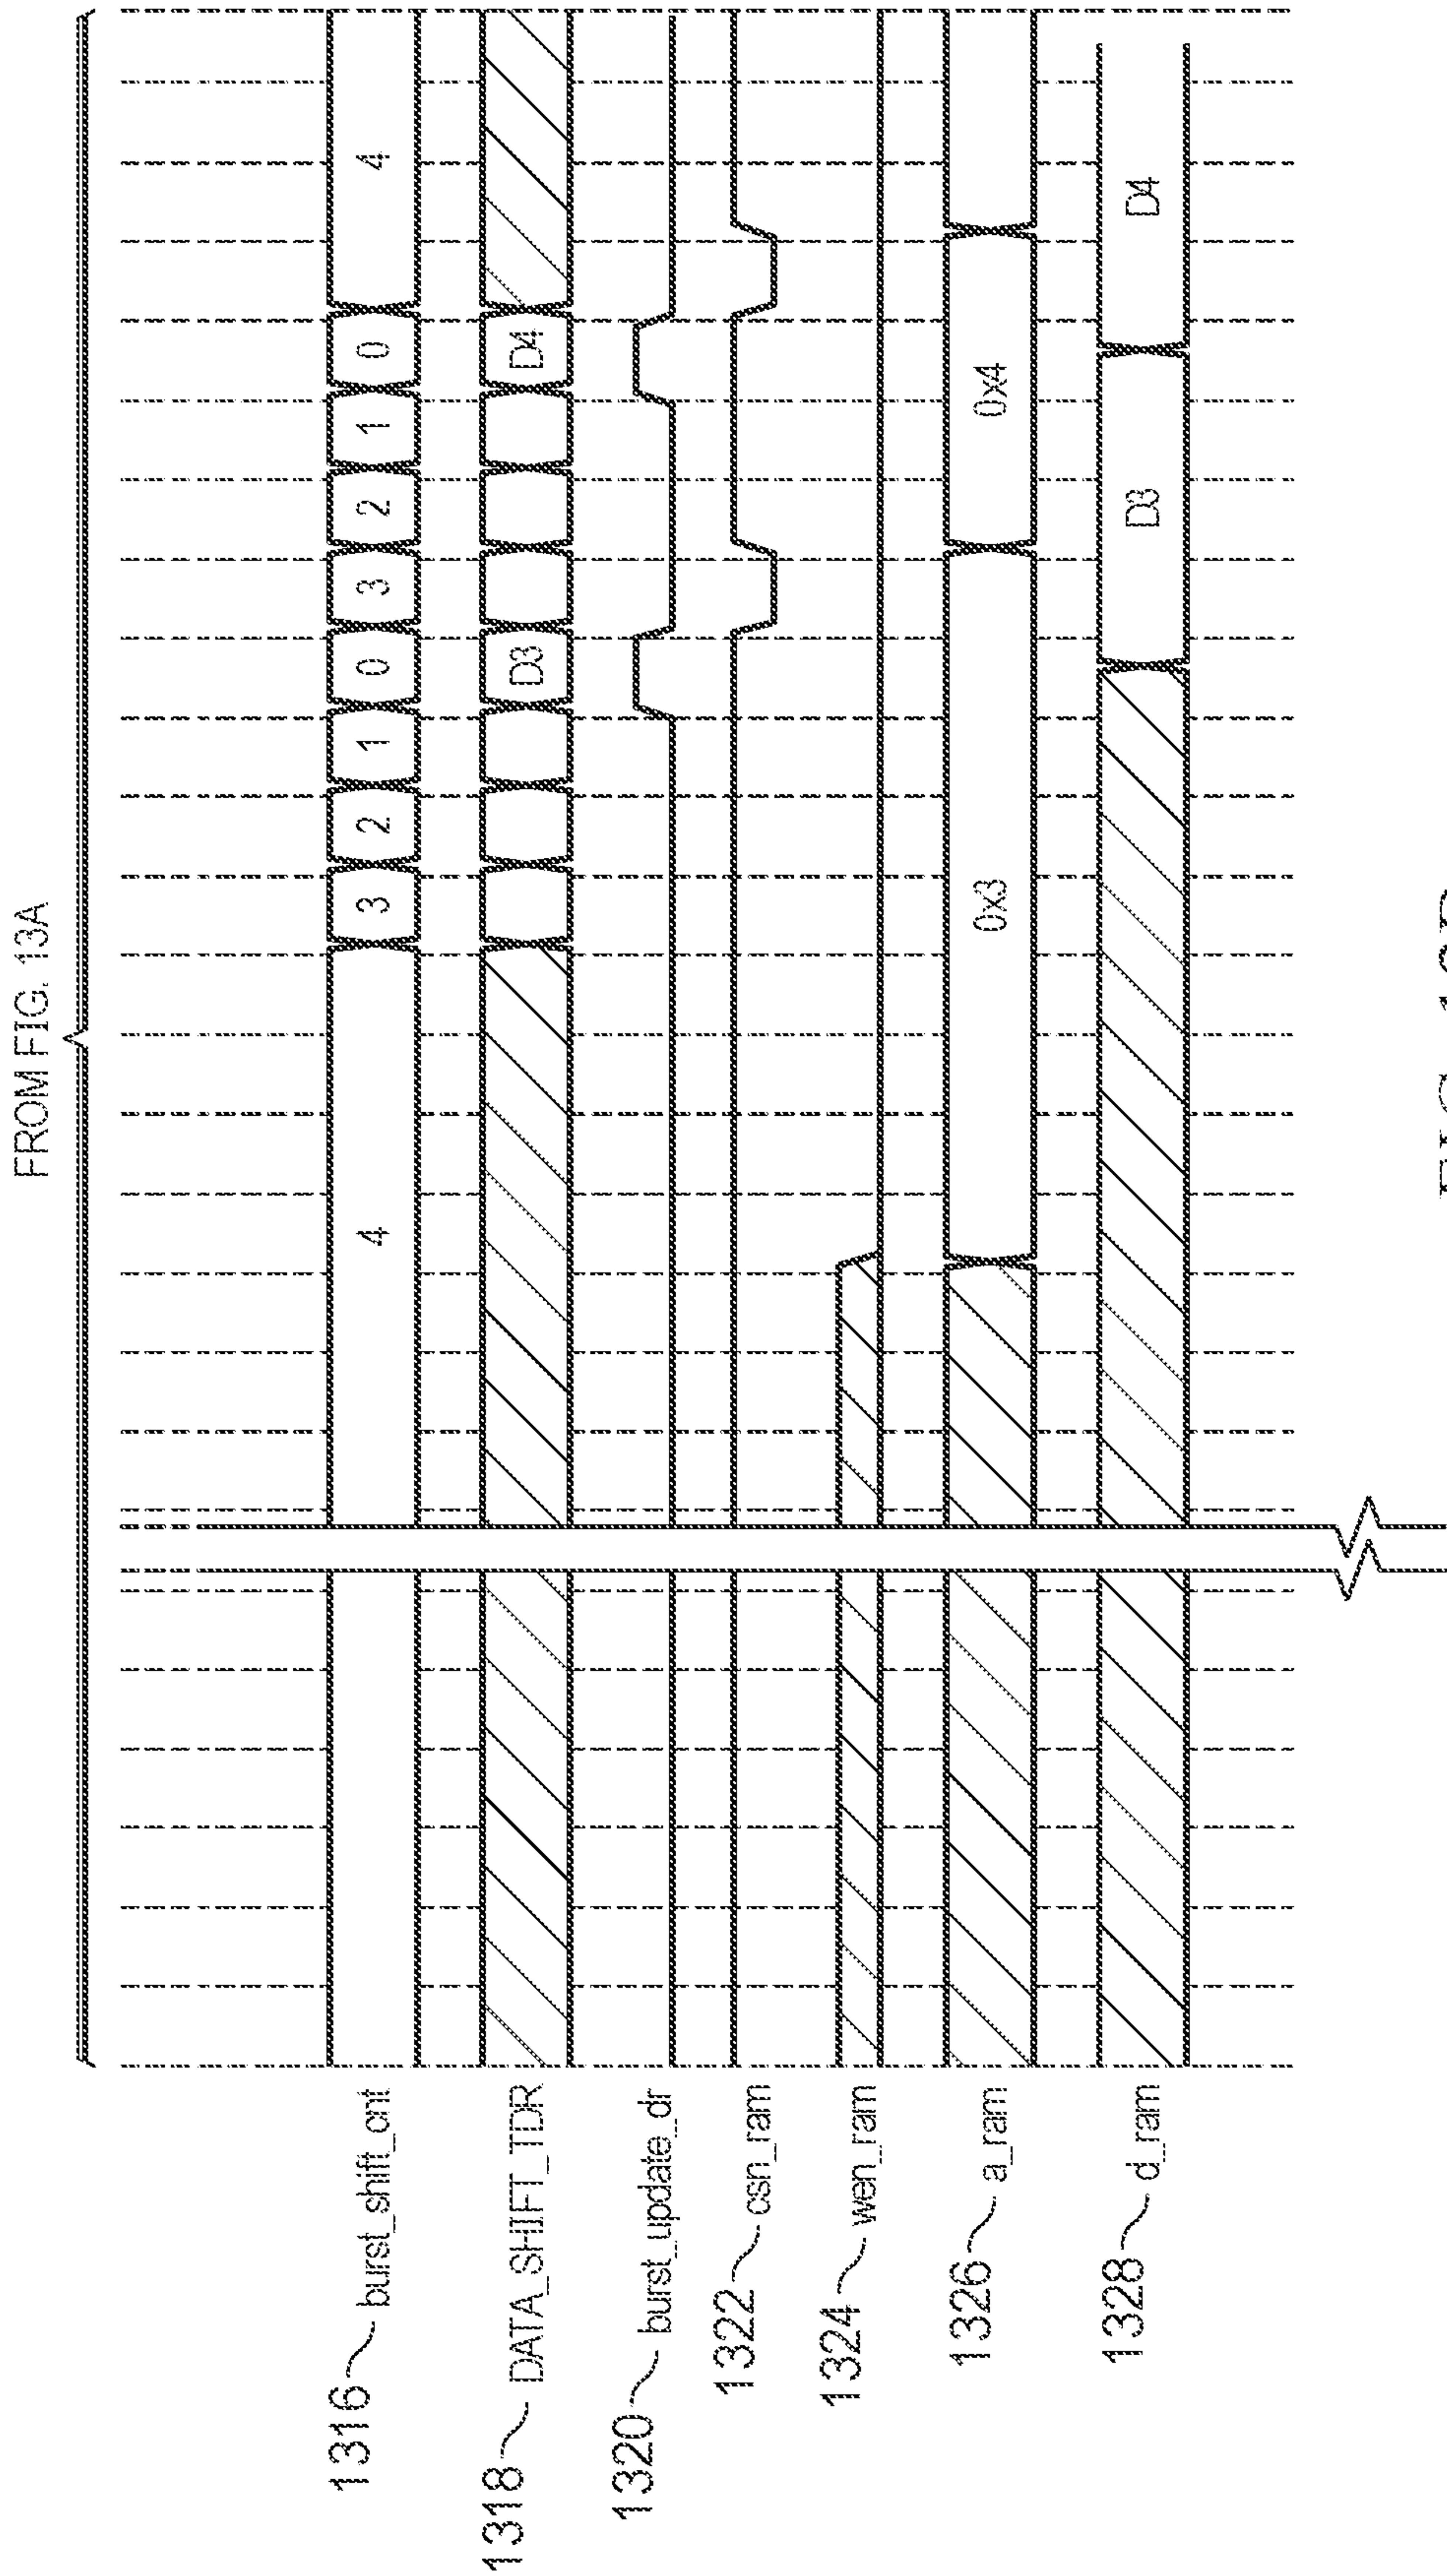 FROM FIG. 13A
1316 burst_shift_cnt 4 3 2 1 0 3 2 1 0 4
1318 DATA_SHIFT_TDR D3 D4
1320 burst_update_dr
1322 csn_ram
1324 wen_ram
1326 a_ram 0x3 0x4
1328 d_ram D3 D4